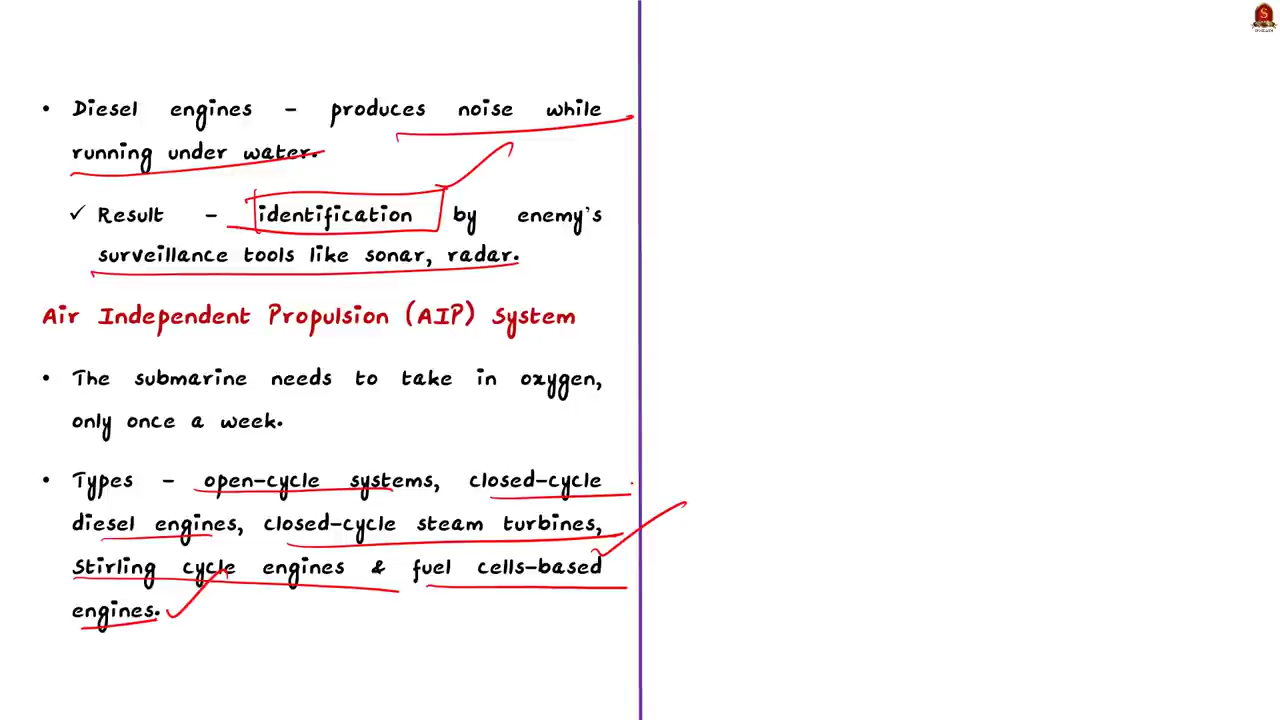 • Diesel engines - produces noise while
running under water.
✓ Result - identification by enemy's
surveillance tools like sonar, radar.
Air Independent Propulsion (AIP) System
• The submarine needs to take in oxygen,
only once a week.
• Types - open-cycle systems, closed-cycle
diesel engines, closed-cycle steam turbines,
Stirling cycle engines & fuel cells-based
engines.